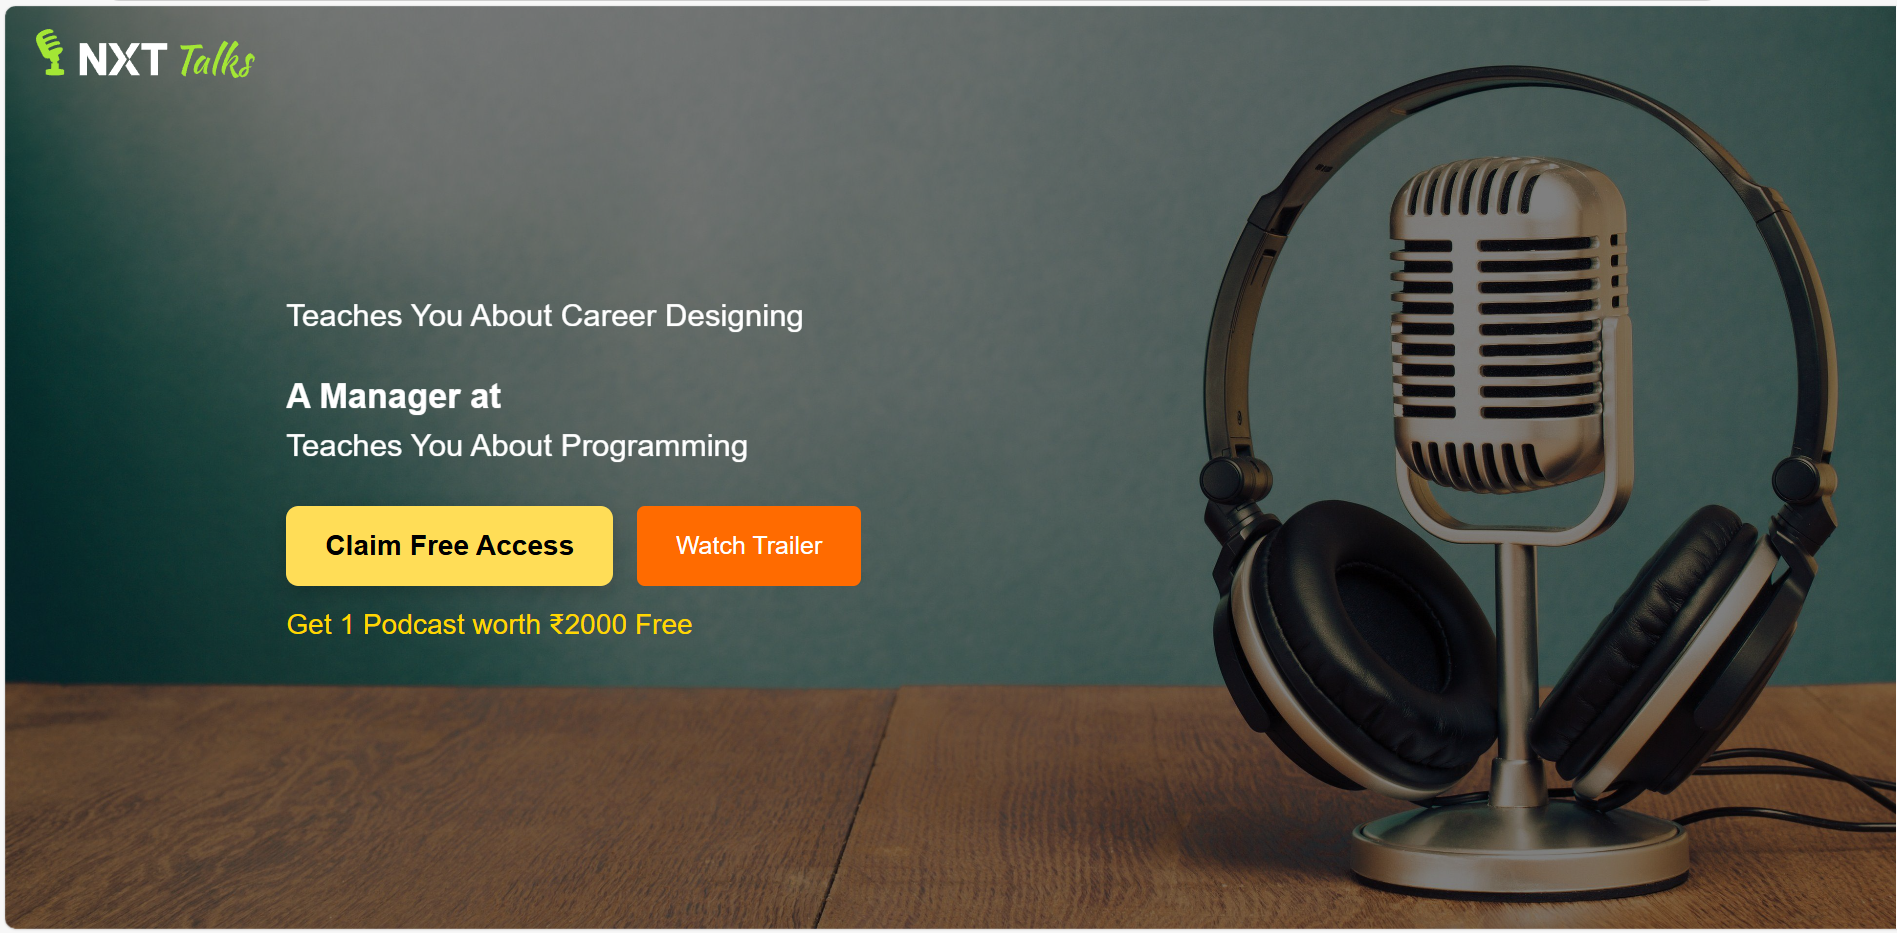 NXT Talks
Teaches You About Career Designing
A Manager at
Teaches You About Programming
Claim Free Access
Watch Trailer
Get 1 Podcast worth ₹2000 Free